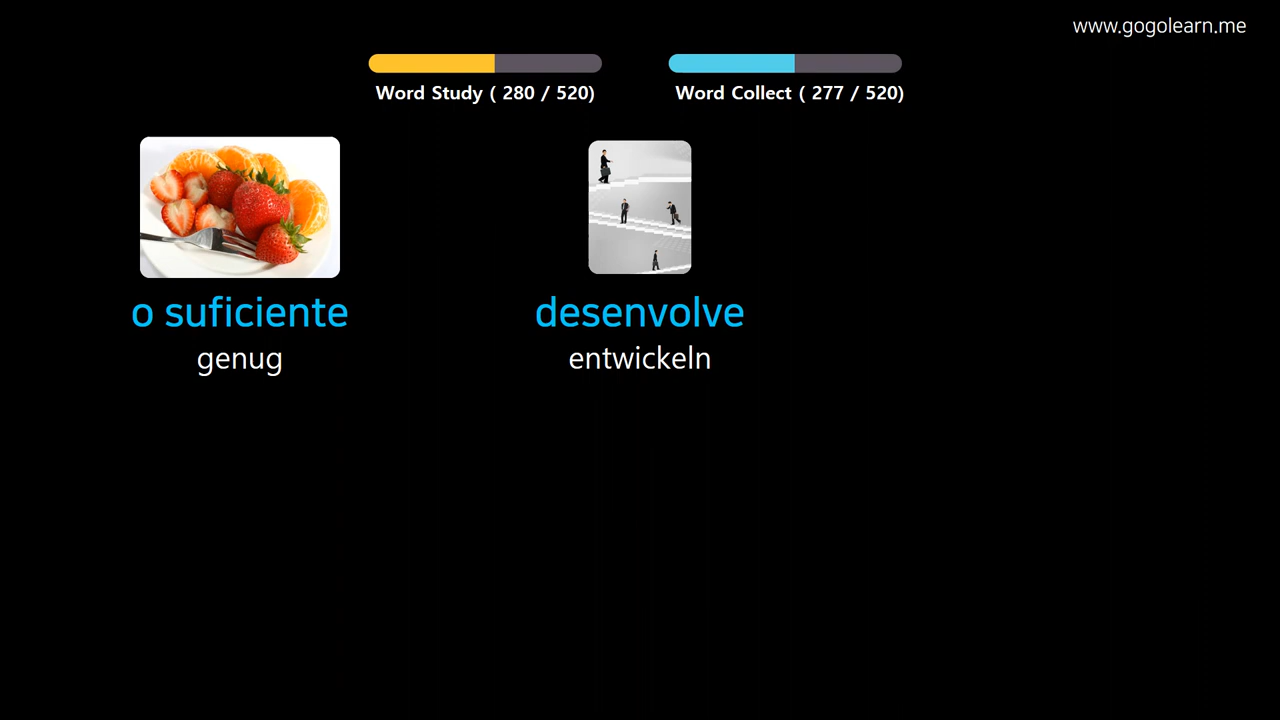 www.gogolearn.me
Word Study ( 280 / 520)
Word Collect ( 277 / 520)
o suficiente
genug
desenvolve
entwickeln